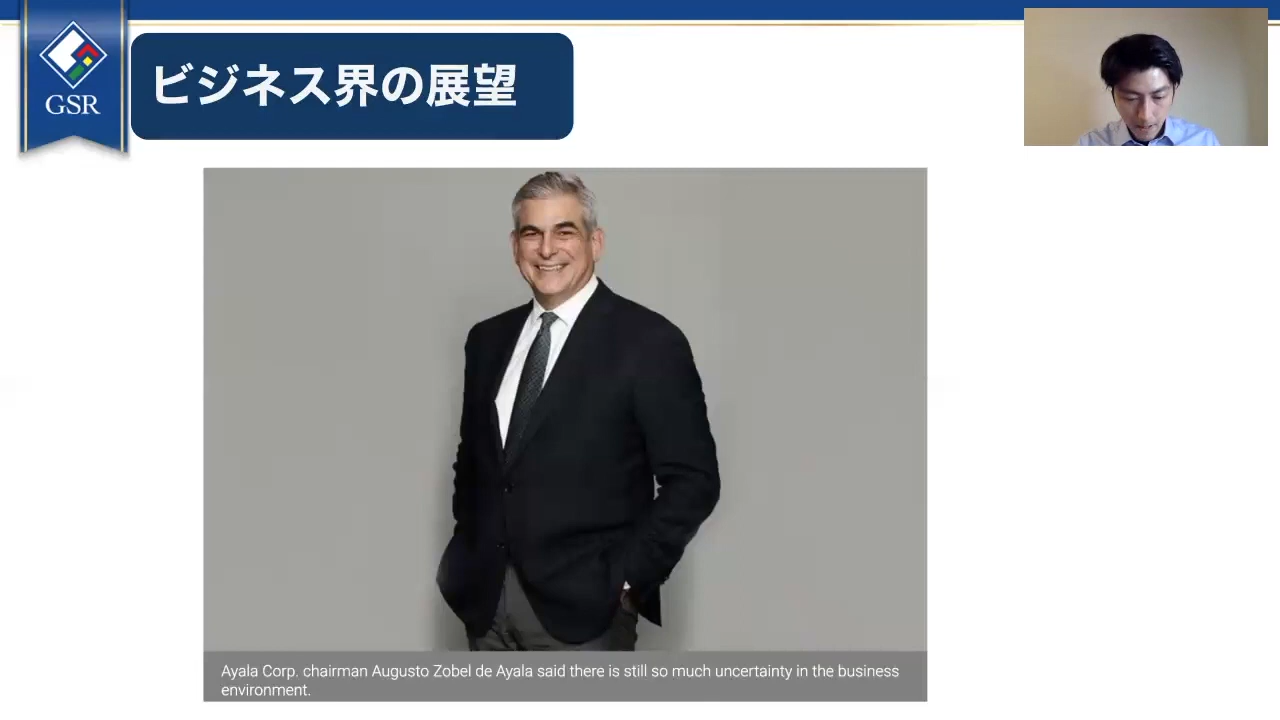 GSR
ビジネス界の展望
Ayala Corp. chairman Augusto Zobel de Ayala said there is still so much uncertainty in the business
environment.